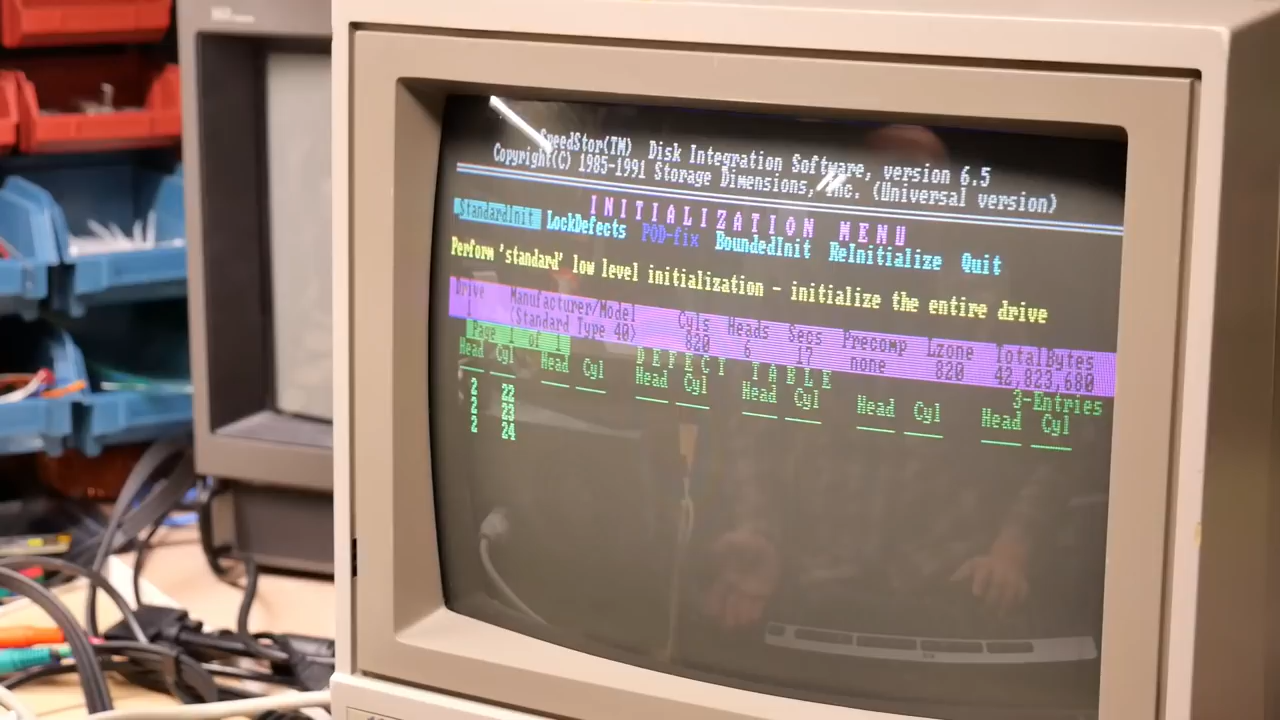 SpeedStor(TM) Disk Integration Software, version 6.5
Copyright(C) 1985-1991 Storage Dimensions, Inc. (Universal version)
INITIALIZATION MENU
StandardInit LockDefects POD-fix BoundedInit ReInitialize Quit
Perform 'standard' low level initialization - initialize the entire drive
Drive Manufacturer/Model Cyls Heads Secs Precomp Lzone TotalBytes
1 (Standard Type 40) 820 6 17 none 820 42,823,680
Page 1 of 1 DEFECT TABLE 3-Entries
Head Cyl Head Cyl Head Cyl Head Cyl Head Cyl Head Cyl
2 22
2 23
2 24